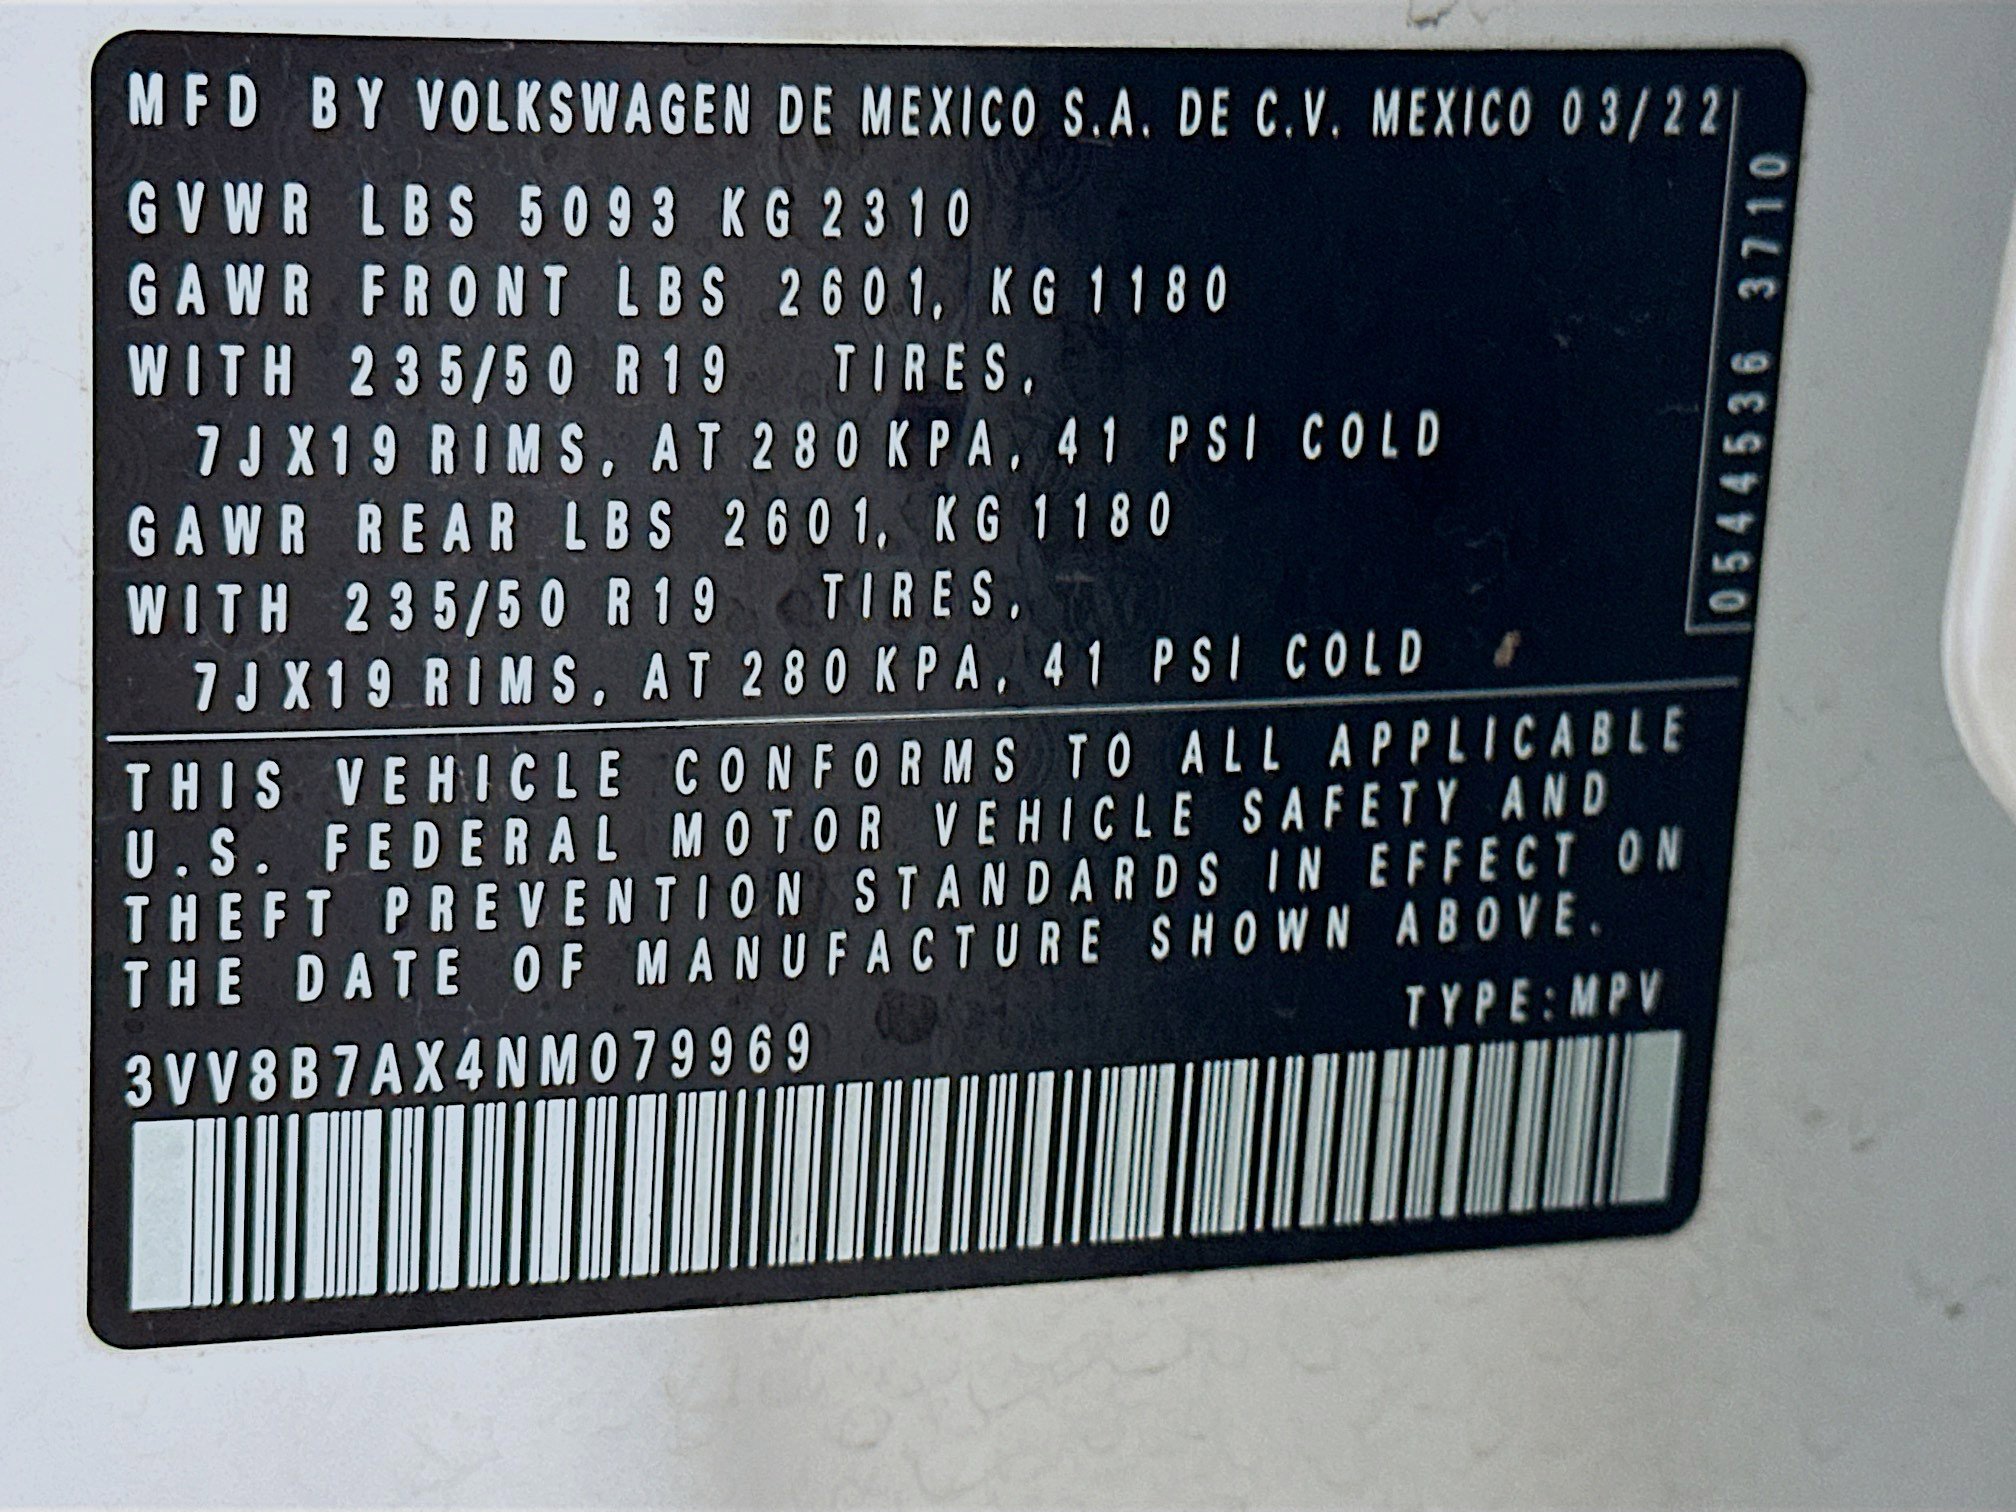 MFD BY VOLKSWAGEN DE MEXICO S.A. DE C.V. MEXICO 03/22
GVWR LBS 5093 KG 2310
GAWR FRONT LBS 2601, KG 1180
WITH 235/50 R19 TIRES,
7JX19 RIMS, AT 280 KPA, 41 PSI COLD
GAWR REAR LBS 2601, KG 1180
WITH 235/50 R19 TIRES,
7JX19 RIMS, AT 280 KPA, 41 PSI COLD
0544536 3710
THIS VEHICLE CONFORMS TO ALL APPLICABLE
U.S. FEDERAL MOTOR VEHICLE SAFETY AND
THEFT PREVENTION STANDARDS IN EFFECT ON
THE DATE OF MANUFACTURE SHOWN ABOVE.
TYPE:MPV
3VV8B7AX4NM079969